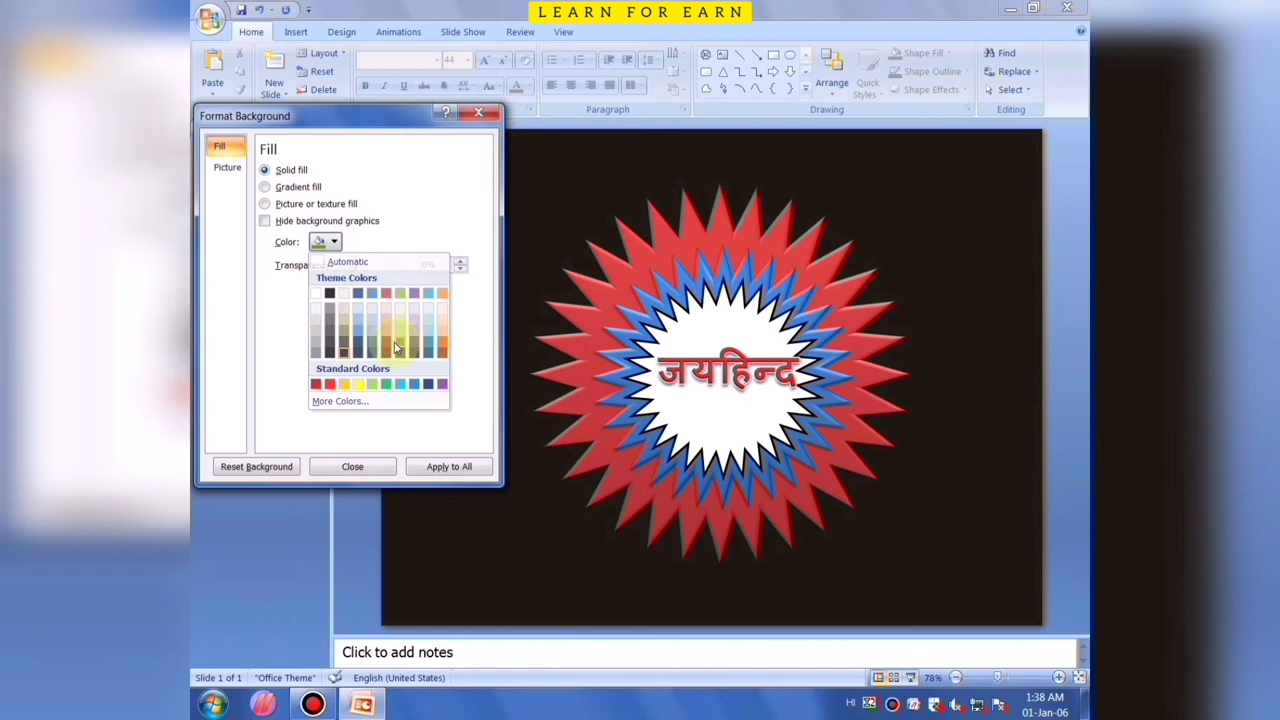 LEARN FOR EARN
Home Insert Design Animations Slide Show Review View
Paste
New Slide
Layout
Reset
Delete
44
Paragraph
Arrange
Quick Styles
Shape Fill
Shape Outline
Shape Effects
Drawing
Find
Replace
Select
Editing
Format Background
Fill
Picture
Fill
Solid fill
Gradient fill
Picture or texture fill
Hide background graphics
Color:
Automatic
0%
Theme Colors
Standard Colors
More Colors...
Reset Background Close Apply to All
जयहिन्द
Click to add notes
Slide 1 of 1 "Office Theme" English (United States) 78%
HI 1:38 AM
01-Jan-06